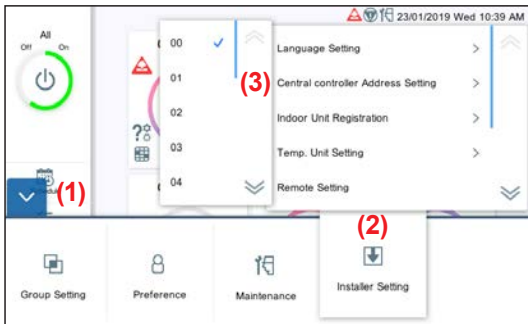 23/01/2019 Wed 10:39 AM
All
Off
On
(1)
00
01
02
03
04
(3)
Language Setting
Central controller Address Setting
Indoor Unit Registration
Temp. Unit Setting
Remote Setting
(2)
Group Setting
Preference
Maintenance
Installer Setting